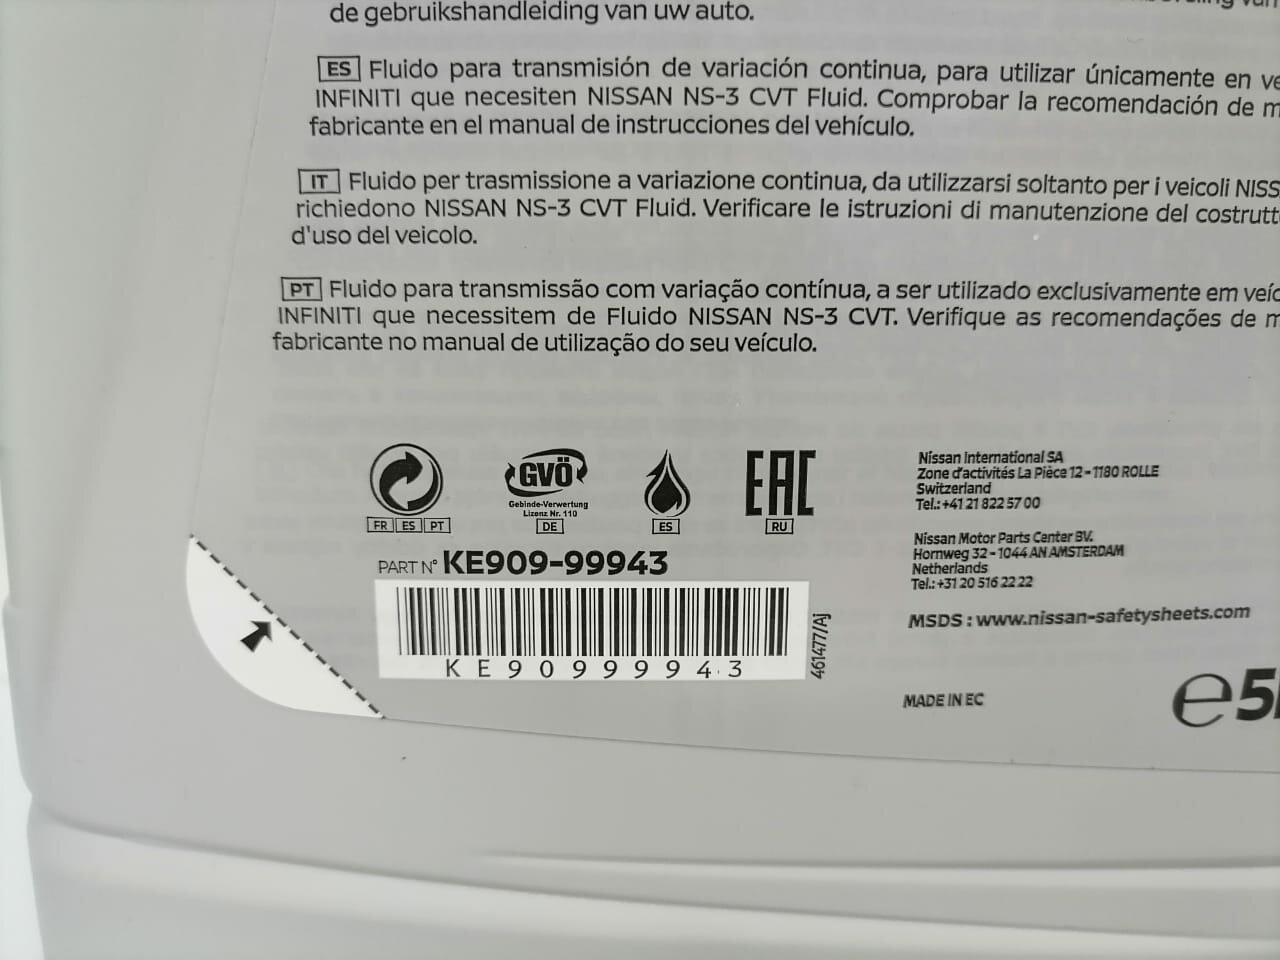 de gebruikshandleiding van uw auto.
ES Fluido para transmisión de variación continua, para utilizar únicamente en
INFINITI que necesiten NISSAN NS-3 CVT Fluid. Comprobar la recomendación de
fabricante en el manual de instrucciones del vehículo.
IT Fluido per trasmissione a variazione continua, da utilizzarsi soltanto per i veicoli
richiedono NISSAN NS-3 CVT Fluid. Verificare le istruzioni di manutenzione del
d'uso del veicolo.
PT Fluido para transmissão com variação contínua, a ser utilizado exclusivamente em
INFINITI que necessitem de Fluido NISSAN NS-3 CVT. Verifique as recomendações de
fabricante no manual de utilização do seu veículo.
GVÖ
Gebinde-Verwertung
Lizenz Nr. 110
EAC
FR ES PT
DE
ES
RU
PART N° KE909-99943
KE90999943
461477/Aj
Nissan International SA
Zone d'activités La Pièce 12 - 1180 ROLLE
Switzerland
Tel.: +41 21 822 57 00
Nissan Motor Parts Center BV.
Hornweg 32 - 1044 AN AMSTERDAM
Netherlands
Tel.: +31 20 516 22 22
MSDS : www.nissan-safetysheets.com
MADE IN EC
℮5